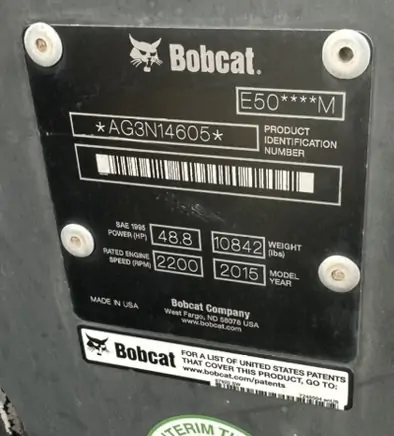 Bobcat.
E50****M
*AG3N14605* PRODUCT IDENTIFICATION NUMBER
SAE 1995 POWER (HP) 48.8 10842 WEIGHT (lbs)
RATED ENGINE SPEED (RPM) 2200 2015 MODEL YEAR
MADE IN USA
Bobcat Company
West Fargo, ND 58078 USA
www.bobcat.com
Bobcat
FOR A LIST OF UNITED STATES PATENTS
THAT COVER THIS PRODUCT, GO TO:
www.bobcat.com/patents